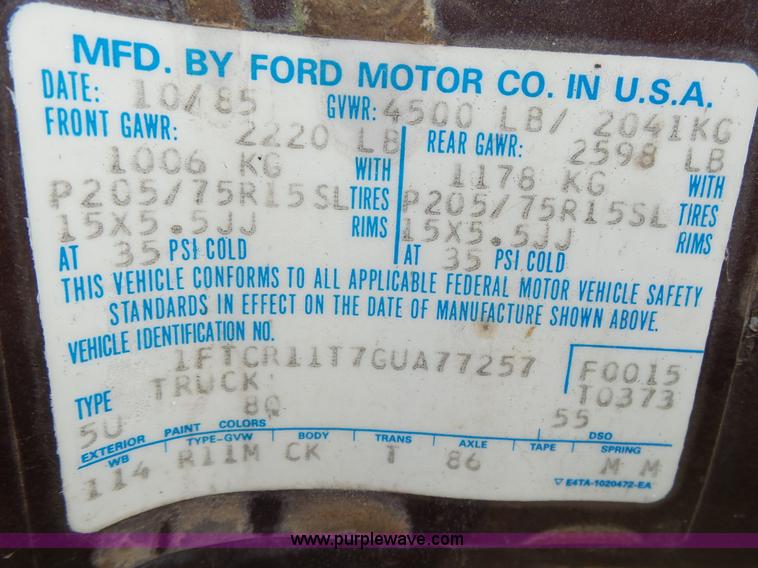 MFD. BY FORD MOTOR CO. IN U.S.A.
DATE: 10/85 GVWR: 4500 LB/ 2041KG
FRONT GAWR: 2220 LB REAR GAWR: 2598 LB
1006 KG WITH 1178 KG WITH
P205/75R15SL TIRES P205/75R15SL TIRES
15X5.5JJ RIMS 15X5.5JJ RIMS
AT 35 PSI COLD AT 35 PSI COLD
THIS VEHICLE CONFORMS TO ALL APPLICABLE FEDERAL MOTOR VEHICLE SAFETY
STANDARDS IN EFFECT ON THE DATE OF MANUFACTURE SHOWN ABOVE.
VEHICLE IDENTIFICATION NO.
1FTCR11T7GUA77257 F0015
TYPE TRUCK T0373
5U 8Q 55
EXTERIOR PAINT COLORS DSO
WB TYPE-GVW BODY TRANS AXLE TAPE SPRING
114 R11M CK T 86 M M
E4TA-1020472-EA
www.purplewave.com